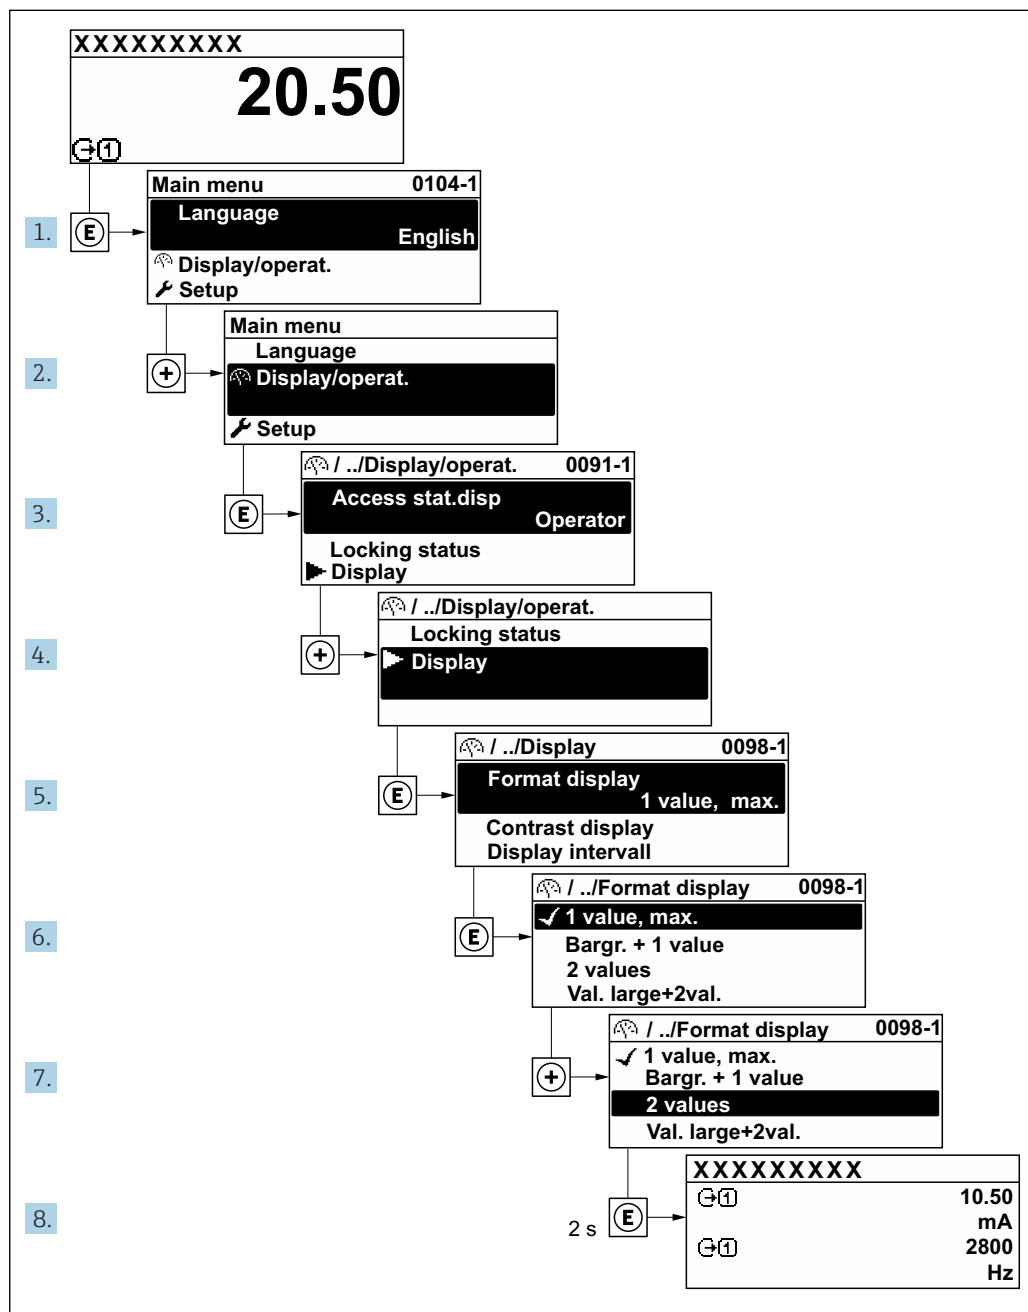 XXXXXXXXX
20.50
1
Main menu 0104-1
1. E Language
English
Display/operat.
Setup
Main menu
Language
2. + Display/operat.
Setup
/ ../Display/operat. 0091-1
3. E Access stat.disp
Operator
Locking status
Display
/ ../Display/operat.
Locking status
4. + Display
/ ../Display 0098-1
5. E Format display
1 value, max.
Contrast display
Display intervall
/ ../Format display 0098-1
1 value, max.
6. E Bargr. + 1 value
2 values
Val. large+2val.
/ ../Format display 0098-1
1 value, max.
7. + Bargr. + 1 value
2 values
Val. large+2val.
XXXXXXXXX
1 10.50
8. 2 s E mA
1 2800
Hz